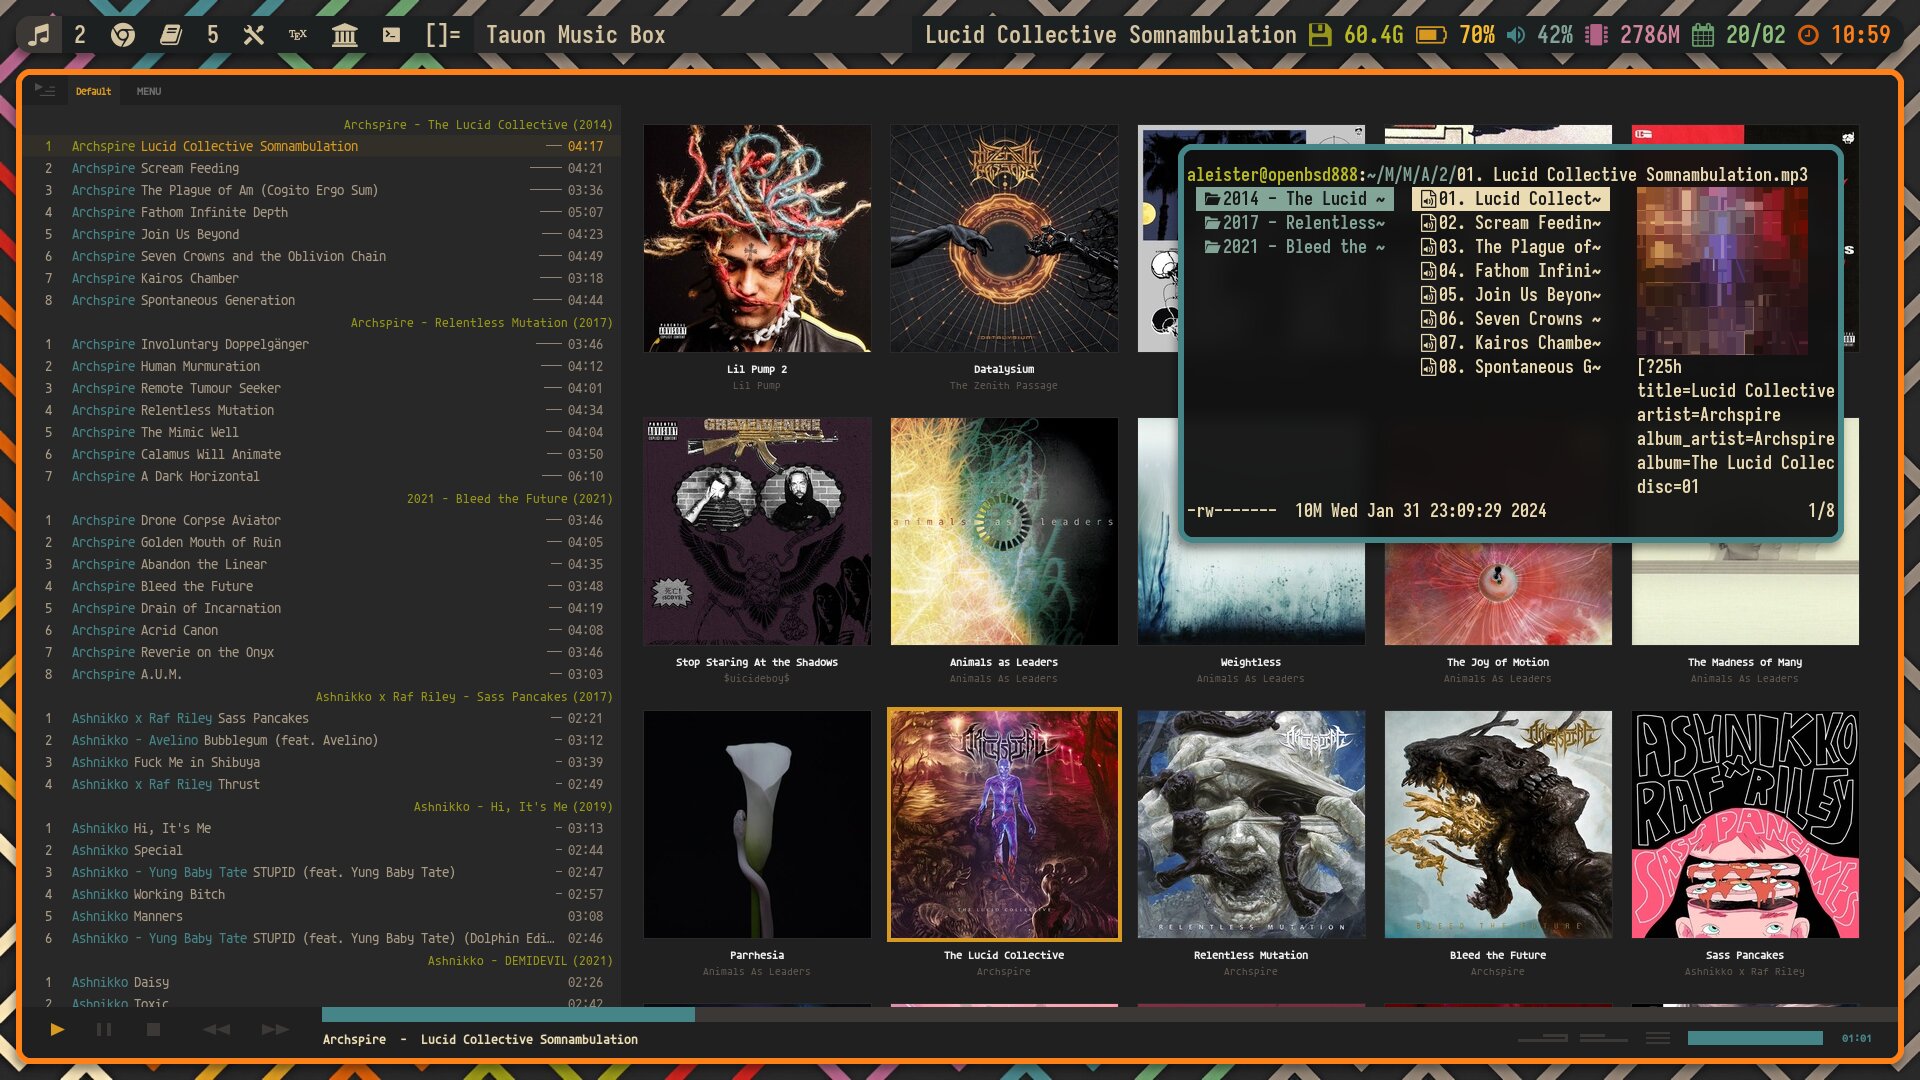 2 5 []= Tauon Music Box Lucid Collective Somnambulation 60.4G 70% 42% 2786M 20/02 10:59
Default MENU
Archspire - The Lucid Collective (2014)
1 Archspire Lucid Collective Somnambulation 04:17
2 Archspire Scream Feeding 04:21
3 Archspire The Plague of Am (Cogito Ergo Sum) 03:36
4 Archspire Fathom Infinite Depth 05:07
5 Archspire Join Us Beyond 04:23
6 Archspire Seven Crowns and the Oblivion Chain 04:49
7 Archspire Kairos Chamber 03:18
8 Archspire Spontaneous Generation 04:44
Archspire - Relentless Mutation (2017)
1 Archspire Involuntary Doppelgänger 03:46
2 Archspire Human Murmuration 04:12
3 Archspire Remote Tumour Seeker 04:01
4 Archspire Relentless Mutation 04:34
5 Archspire The Mimic Well 04:04
6 Archspire Calamus Will Animate 03:50
7 Archspire A Dark Horizontal 06:10
2021 - Bleed the Future (2021)
1 Archspire Drone Corpse Aviator 03:46
2 Archspire Golden Mouth of Ruin 04:05
3 Archspire Abandon the Linear 04:35
4 Archspire Bleed the Future 03:48
5 Archspire Drain of Incarnation 04:19
6 Archspire Acrid Canon 04:08
7 Archspire Reverie on the Onyx 03:46
8 Archspire A.U.M. 03:03
Ashnikko x Raf Riley - Sass Pancakes (2017)
1 Ashnikko x Raf Riley Sass Pancakes 02:21
2 Ashnikko - Avelino Bubblegum (feat. Avelino) 03:12
3 Ashnikko Fuck Me in Shibuya 03:39
4 Ashnikko x Raf Riley Thrust 02:49
Ashnikko - Hi, It's Me (2019)
1 Ashnikko Hi, It's Me 03:13
2 Ashnikko Special 02:44
3 Ashnikko - Yung Baby Tate STUPID (feat. Yung Baby Tate) 02:47
4 Ashnikko Working Bitch 02:57
5 Ashnikko Manners 03:08
6 Ashnikko - Yung Baby Tate STUPID (feat. Yung Baby Tate) (Dolphin Edi… 02:46
Ashnikko - DEMIDEVIL (2021)
1 Ashnikko Daisy 02:26
2 Ashnikko Toxic 02:42
Lil Pump 2
Lil Pump
Datalysium
The Zenith Passage
aleister@openbsd888:~/M/M/A/2/01. Lucid Collective Somnambulation.mp3
2014 - The Lucid ~
2017 - Relentless~
2021 - Bleed the ~
01. Lucid Collect~
02. Scream Feedin~
03. The Plague of~
04. Fathom Infini~
05. Join Us Beyon~
06. Seven Crowns ~
07. Kairos Chambe~
08. Spontaneous G~
[?25h
title=Lucid Collective
artist=Archspire
album_artist=Archspire
album=The Lucid Collec
disc=01
-rw------- 10M Wed Jan 31 23:09:29 2024 1/8
animals as leaders
Stop Staring At the Shadows
$uicideboy$
Animals as Leaders
Animals As Leaders
Weightless
Animals As Leaders
The Joy of Motion
Animals As Leaders
The Madness of Many
Animals As Leaders
ARCHSPIRE
THE LUCID COLLECTIVE
ARCHSPIRE
RELENTLESS MUTATION
ARCHSPIRE
BLEED THE FUTURE
ASHNIKKO
X
RAF RILEY
SASS PANCAKES
Parrhesia
Animals As Leaders
The Lucid Collective
Archspire
Relentless Mutation
Archspire
Bleed the Future
Archspire
Sass Pancakes
Ashnikko x Raf Riley
Archspire - Lucid Collective Somnambulation
01:01